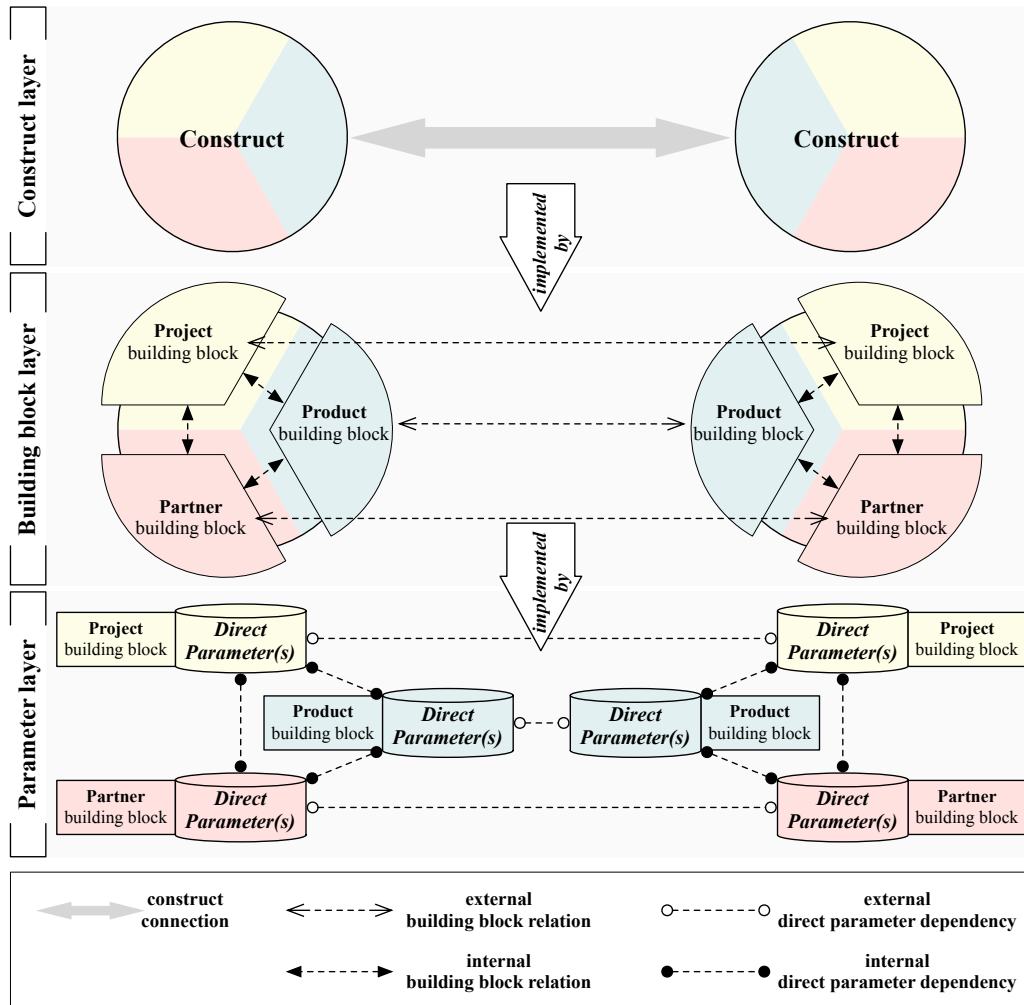 Construct layer
Construct
Construct
implemented
by
Building block layer
Project
building block
Project
building block
Product
building block
Product
building block
Partner
building block
Partner
building block
implemented
by
Parameter layer
Project
building block
Direct
Parameter(s)
Direct
Parameter(s)
Project
building block
Product
building block
Direct
Parameter(s)
Direct
Parameter(s)
Product
building block
Partner
building block
Direct
Parameter(s)
Direct
Parameter(s)
Partner
building block
construct
connection
external
building block relation
external
direct parameter dependency
internal
building block relation
internal
direct parameter dependency